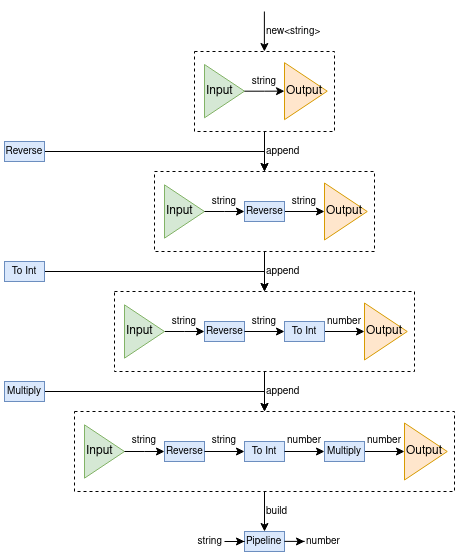 new<string>
Input
string
Output
Reverse
append
Input
string
Reverse
string
Output
To Int
append
Input
string
Reverse
string
To Int
number
Output
Multiply
append
Input
string
Reverse
string
To Int
number
Multiply
number
Output
build
string
Pipeline
number